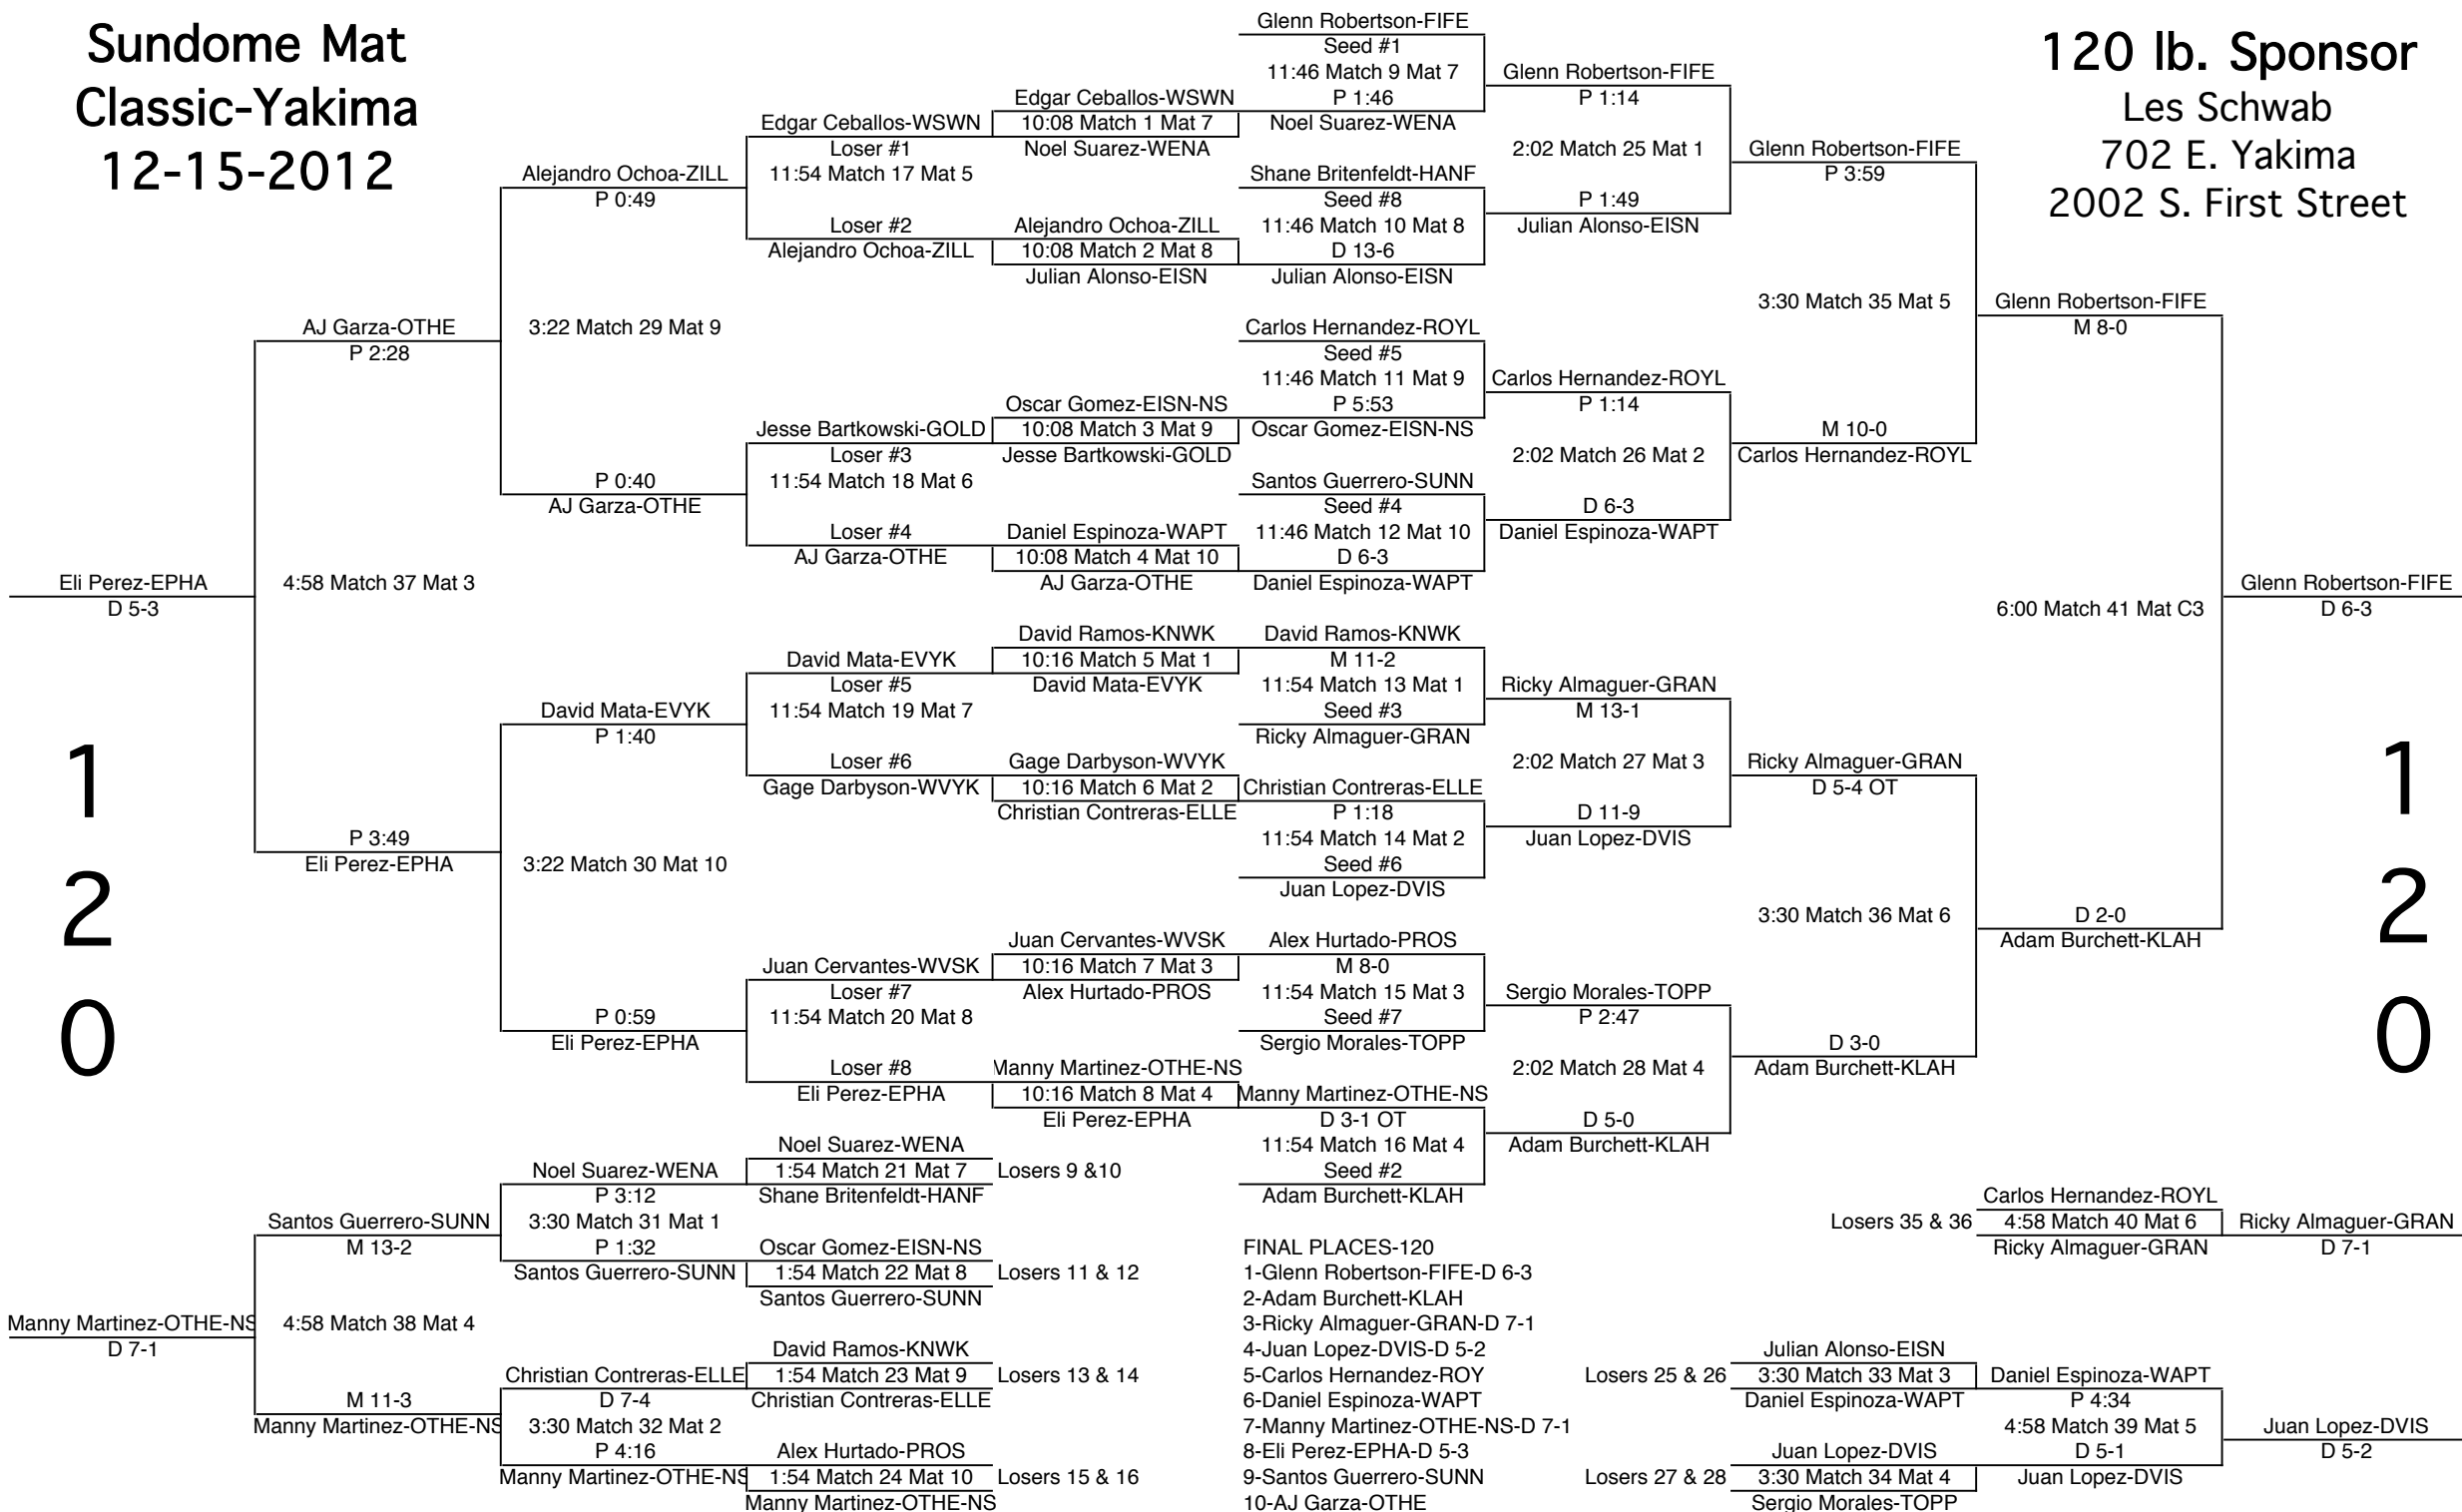 Sundome Mat
Classic-Yakima
12-15-2012
120 lb. Sponsor
Les Schwab
702 E. Yakima
2002 S. First Street
Glenn Robertson-FIFE
Seed #1
11:46 Match 9 Mat 7
P 1:46
Noel Suarez-WENA
Shane Britenfeldt-HANF
Seed #8
11:46 Match 10 Mat 8
D 13-6
Julian Alonso-EISN
Carlos Hernandez-ROYL
Seed #5
11:46 Match 11 Mat 9
P 5:53
Oscar Gomez-EISN-NS
Santos Guerrero-SUNN
Seed #4
11:46 Match 12 Mat 10
D 6-3
Daniel Espinoza-WAPT
David Ramos-KNWK
M 11-2
11:54 Match 13 Mat 1
Seed #3
Ricky Almaguer-GRAN
Christian Contreras-ELLE
P 1:18
11:54 Match 14 Mat 2
Seed #6
Juan Lopez-DVIS
Alex Hurtado-PROS
M 8-0
11:54 Match 15 Mat 3
Seed #7
Sergio Morales-TOPP
Manny Martinez-OTHE-NS
D 3-1 OT
11:54 Match 16 Mat 4
Seed #2
Adam Burchett-KLAH
Edgar Ceballos-WSWN
10:08 Match 1 Mat 7
Noel Suarez-WENA
Alejandro Ochoa-ZILL
10:08 Match 2 Mat 8
Julian Alonso-EISN
Oscar Gomez-EISN-NS
10:08 Match 3 Mat 9
Jesse Bartkowski-GOLD
Daniel Espinoza-WAPT
10:08 Match 4 Mat 10
AJ Garza-OTHE
David Ramos-KNWK
10:16 Match 5 Mat 1
David Mata-EVYK
Gage Darbyson-WVYK
10:16 Match 6 Mat 2
Christian Contreras-ELLE
Juan Cervantes-WVSK
10:16 Match 7 Mat 3
Alex Hurtado-PROS
Manny Martinez-OTHE-NS
10:16 Match 8 Mat 4
Eli Perez-EPHA
Edgar Ceballos-WSWN
Loser #1
11:54 Match 17 Mat 5
Loser #2
Alejandro Ochoa-ZILL
Jesse Bartkowski-GOLD
Loser #3
11:54 Match 18 Mat 6
Loser #4
AJ Garza-OTHE
David Mata-EVYK
Loser #5
11:54 Match 19 Mat 7
Loser #6
Gage Darbyson-WVYK
Juan Cervantes-WVSK
Loser #7
11:54 Match 20 Mat 8
Loser #8
Eli Perez-EPHA
Alejandro Ochoa-ZILL
P 0:49
3:22 Match 29 Mat 9
P 0:40
AJ Garza-OTHE
David Mata-EVYK
P 1:40
3:22 Match 30 Mat 10
P 0:59
Eli Perez-EPHA
AJ Garza-OTHE
P 2:28
4:58 Match 37 Mat 3
P 3:49
Eli Perez-EPHA
Eli Perez-EPHA
D 5-3
Glenn Robertson-FIFE
P 1:14
2:02 Match 25 Mat 1
P 1:49
Julian Alonso-EISN
Carlos Hernandez-ROYL
P 1:14
2:02 Match 26 Mat 2
D 6-3
Daniel Espinoza-WAPT
Ricky Almaguer-GRAN
M 13-1
2:02 Match 27 Mat 3
D 11-9
Juan Lopez-DVIS
Sergio Morales-TOPP
P 2:47
2:02 Match 28 Mat 4
D 5-0
Adam Burchett-KLAH
Glenn Robertson-FIFE
P 3:59
3:30 Match 35 Mat 5
M 10-0
Carlos Hernandez-ROYL
Ricky Almaguer-GRAN
D 5-4 OT
3:30 Match 36 Mat 6
D 3-0
Adam Burchett-KLAH
Glenn Robertson-FIFE
M 8-0
6:00 Match 41 Mat C3
D 2-0
Adam Burchett-KLAH
Glenn Robertson-FIFE
D 6-3
1
2
0
1
2
0
Noel Suarez-WENA
1:54 Match 21 Mat 7
Losers 9 &10
Shane Britenfeldt-HANF
Oscar Gomez-EISN-NS
1:54 Match 22 Mat 8
Losers 11 & 12
Santos Guerrero-SUNN
David Ramos-KNWK
1:54 Match 23 Mat 9
Losers 13 & 14
Christian Contreras-ELLE
Alex Hurtado-PROS
1:54 Match 24 Mat 10
Losers 15 & 16
Manny Martinez-OTHE-NS
Noel Suarez-WENA
P 3:12
3:30 Match 31 Mat 1
P 1:32
Santos Guerrero-SUNN
Christian Contreras-ELLE
D 7-4
3:30 Match 32 Mat 2
P 4:16
Manny Martinez-OTHE-NS
Santos Guerrero-SUNN
M 13-2
4:58 Match 38 Mat 4
M 11-3
Manny Martinez-OTHE-NS
Manny Martinez-OTHE-NS
D 7-1
FINAL PLACES-120
1-Glenn Robertson-FIFE-D 6-3
2-Adam Burchett-KLAH
3-Ricky Almaguer-GRAN-D 7-1
4-Juan Lopez-DVIS-D 5-2
5-Carlos Hernandez-ROY
6-Daniel Espinoza-WAPT
7-Manny Martinez-OTHE-NS-D 7-1
8-Eli Perez-EPHA-D 5-3
9-Santos Guerrero-SUNN
10-AJ Garza-OTHE
Carlos Hernandez-ROYL
Losers 35 & 36
4:58 Match 40 Mat 6
Ricky Almaguer-GRAN
Ricky Almaguer-GRAN
D 7-1
Julian Alonso-EISN
Losers 25 & 26
3:30 Match 33 Mat 3
Daniel Espinoza-WAPT
Juan Lopez-DVIS
Losers 27 & 28
3:30 Match 34 Mat 4
Sergio Morales-TOPP
Daniel Espinoza-WAPT
P 4:34
4:58 Match 39 Mat 5
D 5-1
Juan Lopez-DVIS
Juan Lopez-DVIS
D 5-2